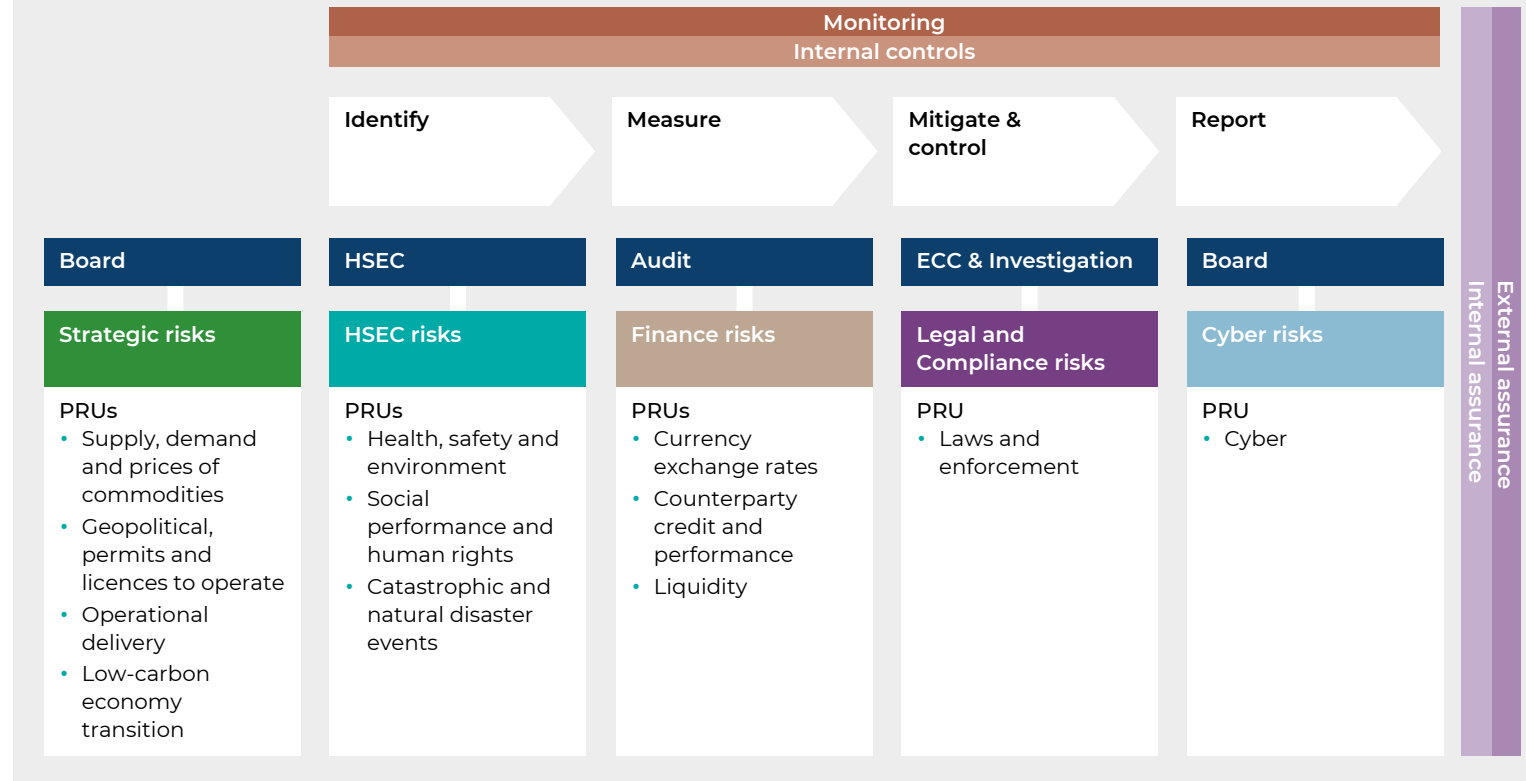 Monitoring
Internal controls
Identify
Measure
Mitigate &
control
Report
Board
Strategic risks
PRUs
• Supply, demand
and prices of
commodities
• Geopolitical,
permits and
licences to operate
• Operational
delivery
• Low-carbon
economy
transition
HSEC
HSEC risks
PRUs
• Health, safety and
environment
• Social
performance and
human rights
• Catastrophic and
natural disaster
events
Audit
Finance risks
PRUs
• Currency
exchange rates
• Counterparty
credit and
performance
• Liquidity
ECC & Investigation
Legal and
Compliance risks
PRU
• Laws and
enforcement
Board
Cyber risks
PRU
• Cyber
Internal assurance
External assurance